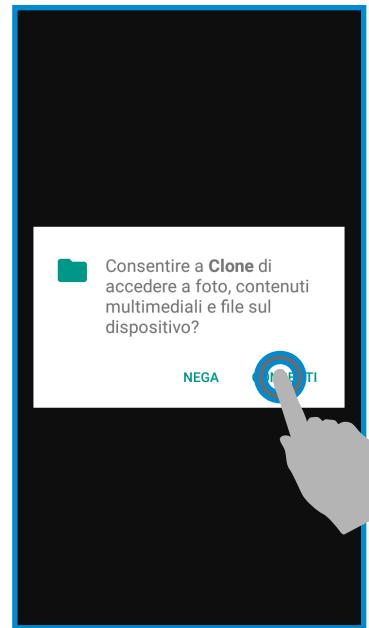 Consentire a Clone di
accedere a foto, contenuti
multimediali e file sul
dispositivo?
NEGA